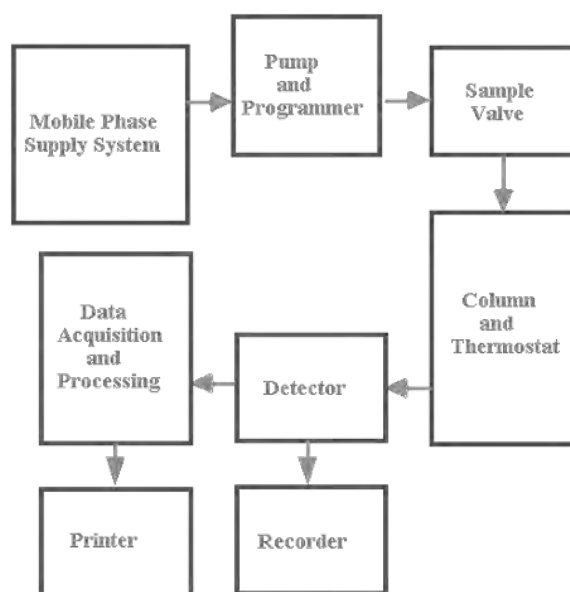 Mobile Phase
Supply System
Pump
and
Programmer
Sample
Valve
Column
and
Thermostat
Detector
Data
Acquisition
and
Processing
Printer
Recorder